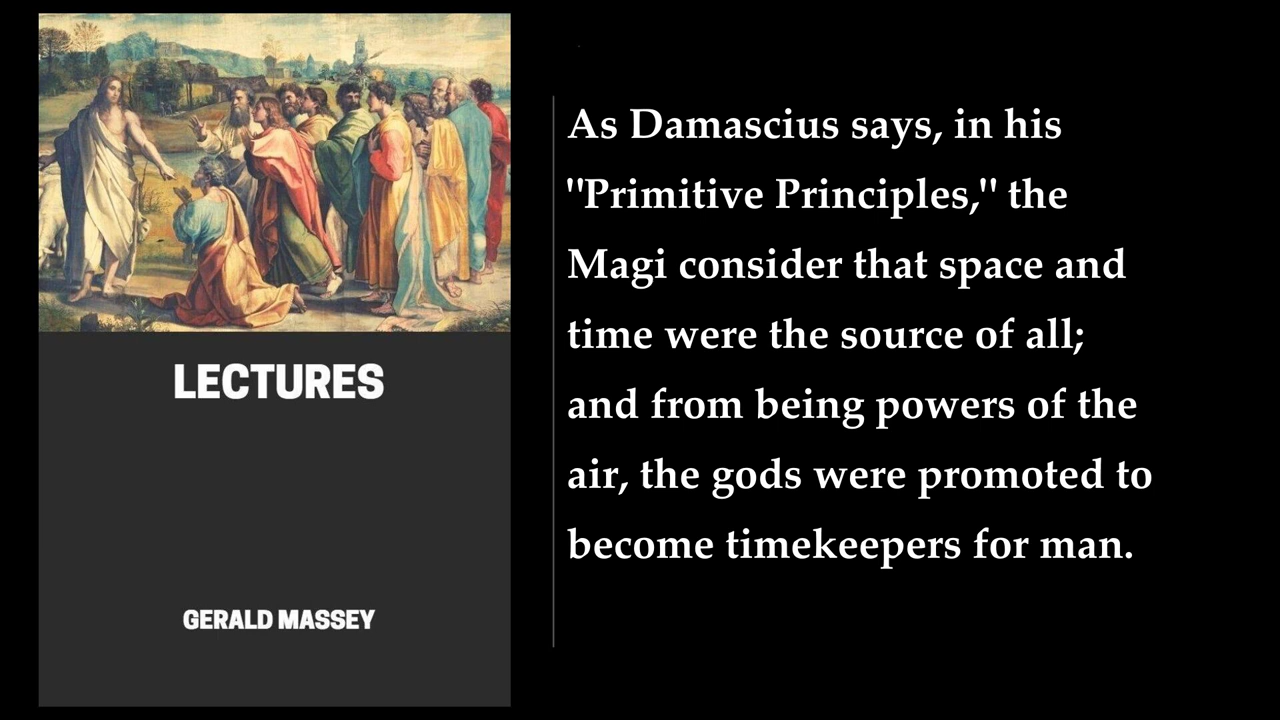 LECTURES
GERALD MASSEY
As Damascius says, in his
"Primitive Principles," the
Magi consider that space and
time were the source of all;
and from being powers of the
air, the gods were promoted to
become timekeepers for man.